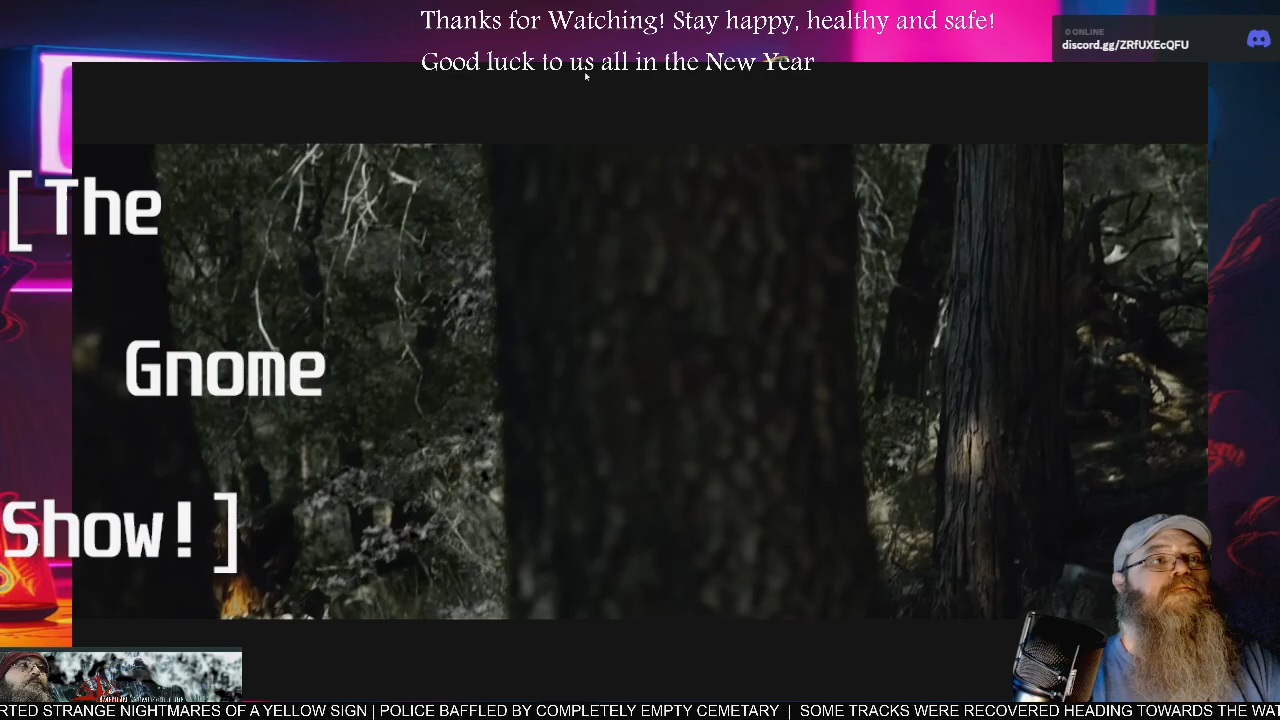 Thanks for Watching! Stay happy, healthy and safe!
Good luck to us all in the New Year
0 ONLINE
discord.gg/ZRfUXEcQFU
[The
Gnome
Show! ]
STRANGE NIGHTMARES OF A YELLOW SIGN | POLICE BAFFLED BY COMPLETELY EMPTY CEMETARY | SOME TRACKS WERE RECOVERED HEADING TOWARDS THE